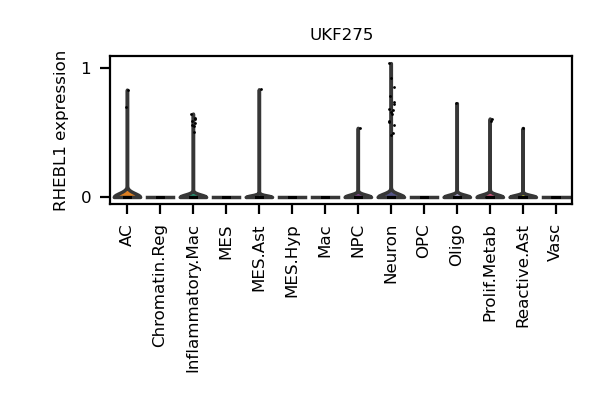 UKF275
RHEBL1 expression
1
0
AC
Chromatin.Reg
Inflammatory.Mac
MES
MES.Ast
MES.Hyp
Mac
NPC
Neuron
OPC
Oligo
Prolif.Metab
Reactive.Ast
Vasc